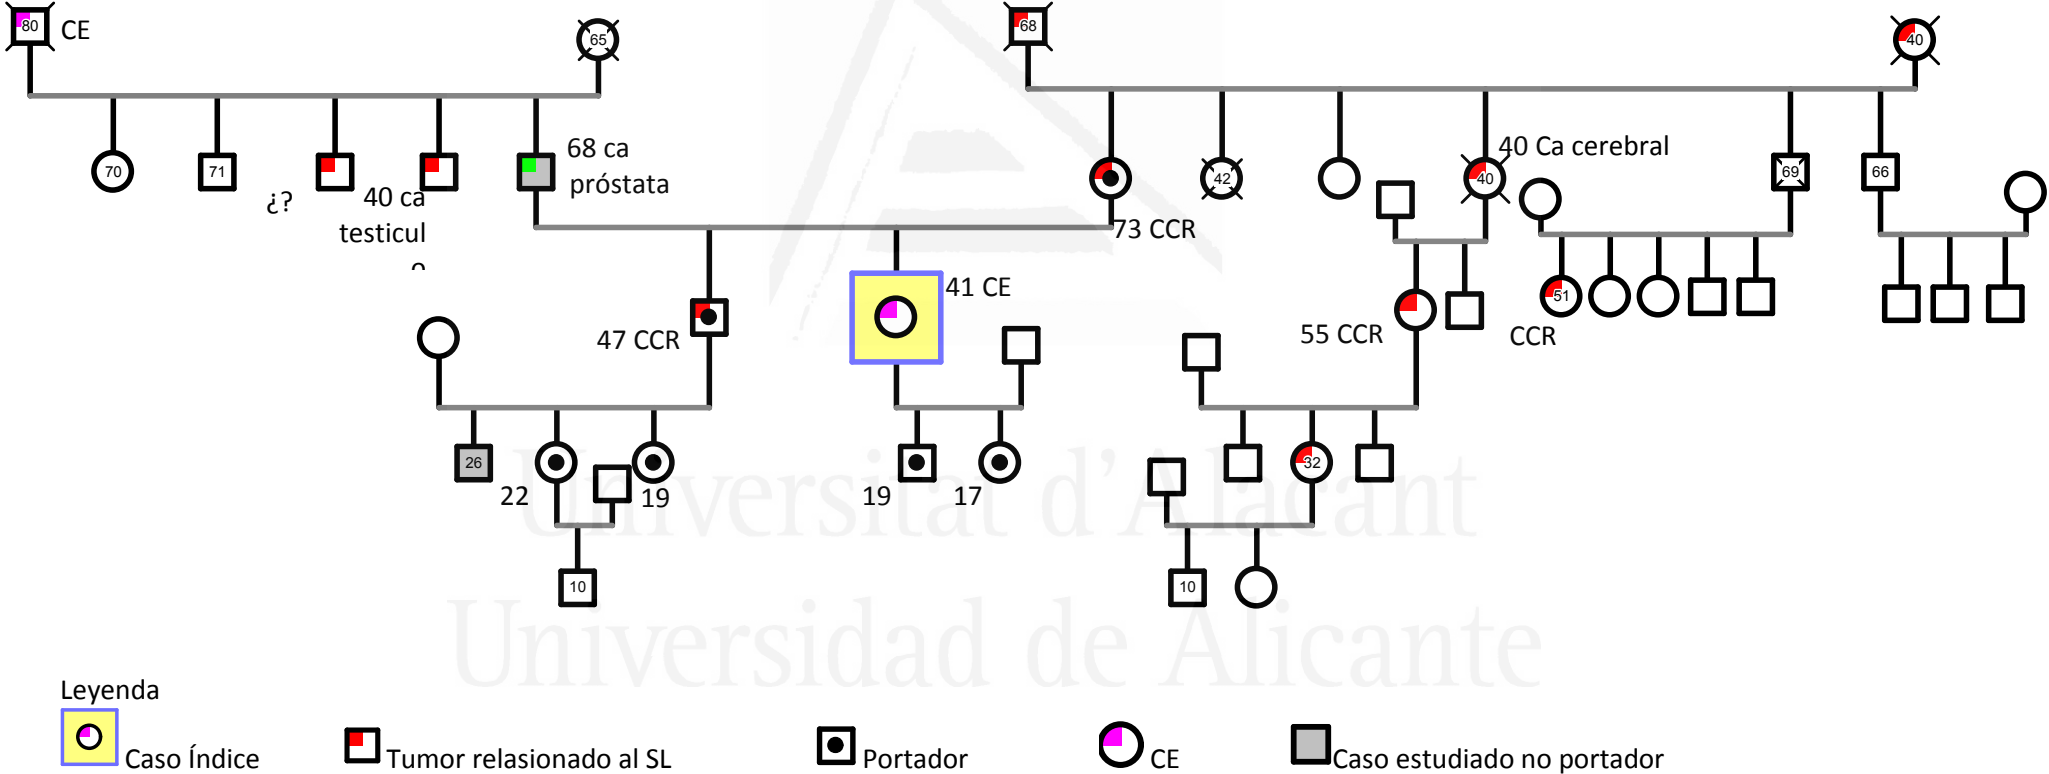 80 CE
65
68
40
70
71
¿?
40 ca
testicul
o
68 ca
próstata
73 CCR
42
40 Ca cerebral
40
69
66
47 CCR
41 CE
55 CCR
CCR
51
26
22
19
19
17
32
10
10
Universitat d'Alacant
Universidad de Alicante
Leyenda
Caso Índice
Tumor relasionado al SL
Portador
CE
Caso estudiado no portador